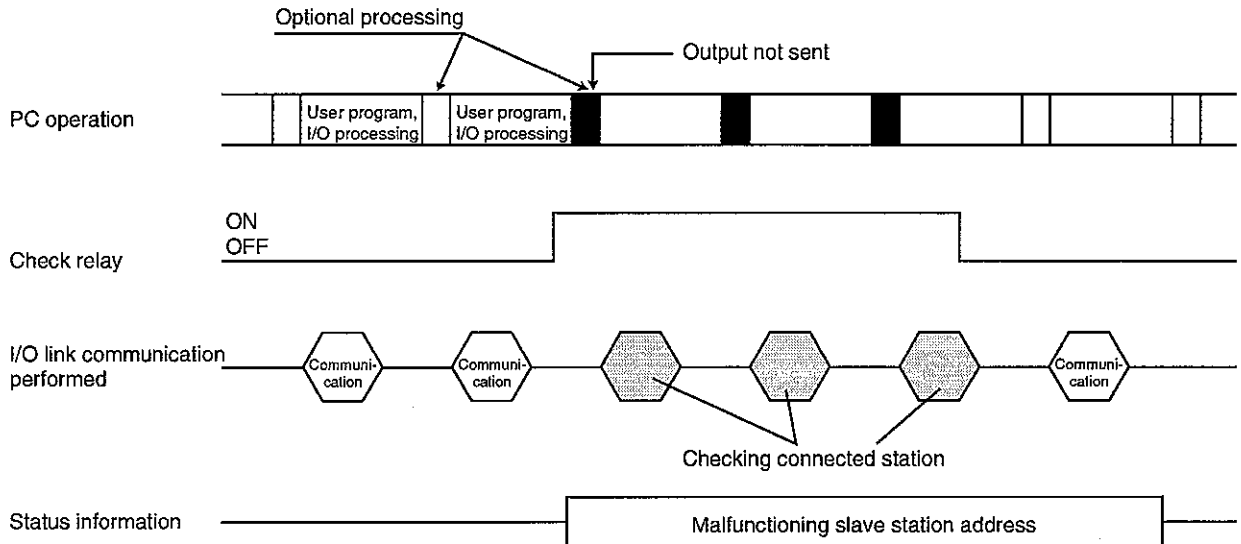 Optional processing
Output not sent
PC operation
User program,
I/O processing
User program,
I/O processing
ON
OFF
Check relay
I/O link communication
performed
Communi-
cation
Communi-
cation
Communi-
cation
Checking connected station
Status information
Malfunctioning slave station address